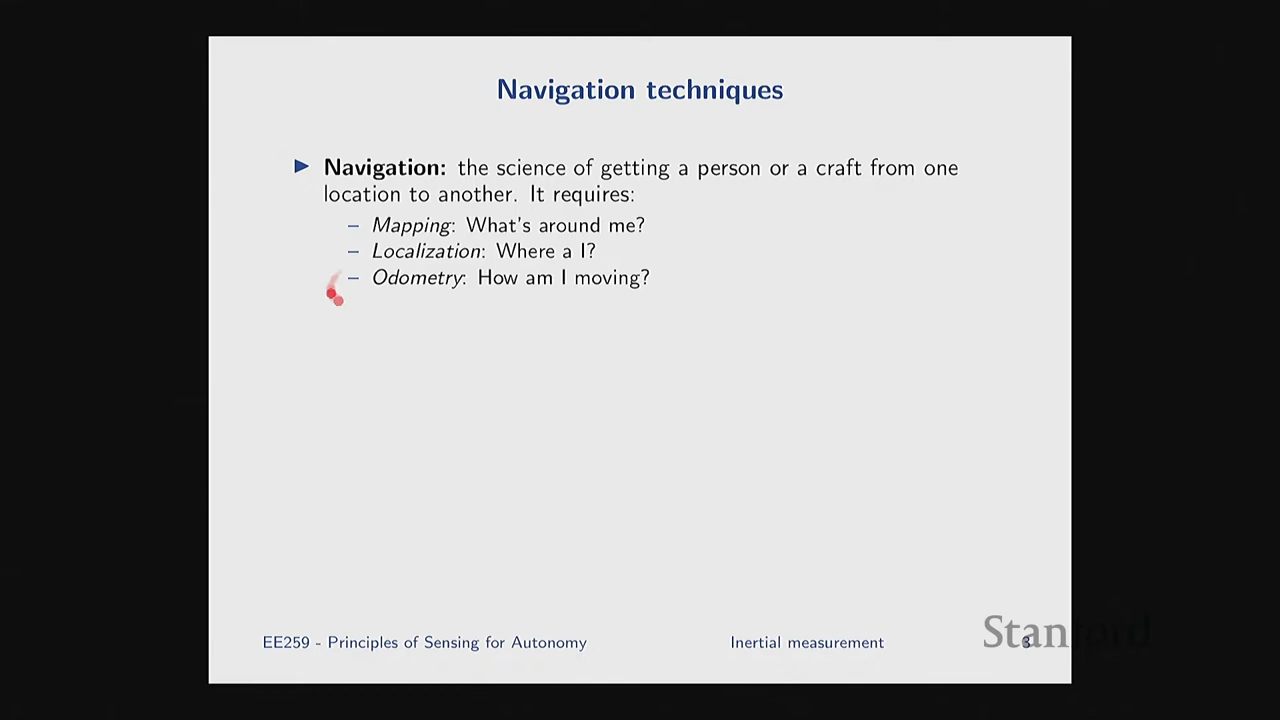 Navigation techniques
Navigation: the science of getting a person or a craft from one
location to another. It requires:
– Mapping: What's around me?
– Localization: Where a I?
– Odometry: How am I moving?
EE259 - Principles of Sensing for Autonomy Inertial measurement 3
Stanford